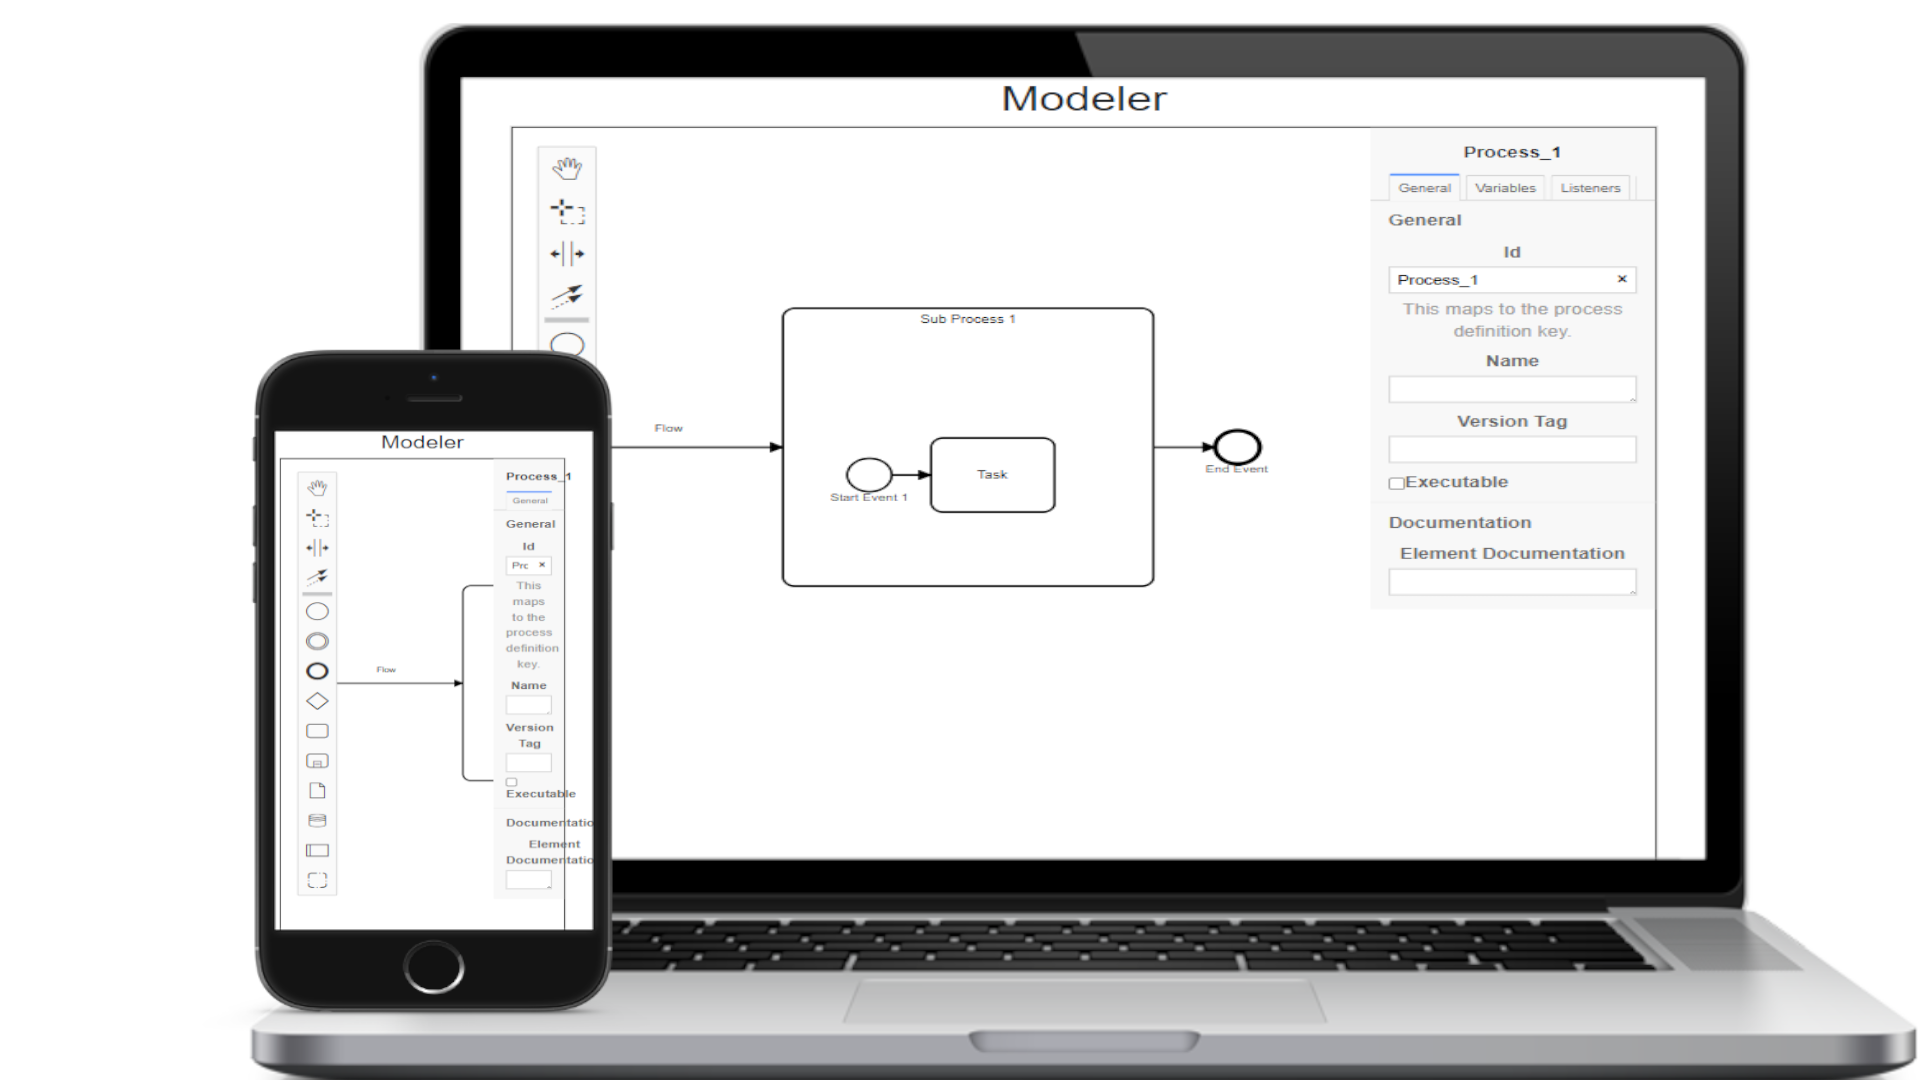 Modeler
Process_1
General
Variables
Listeners
General
Id
Process_1
This maps to the process
definition key.
Name
Version Tag
Executable
Documentation
Element Documentation
Sub Process 1
Flow
Start Event 1
Task
End Event
Modeler
Process_1
General
General
Id
Prc
This
maps
to the
process
definition
key.
Name
Version
Tag
Executable
Documentatio
Element
Documentatio
Flow